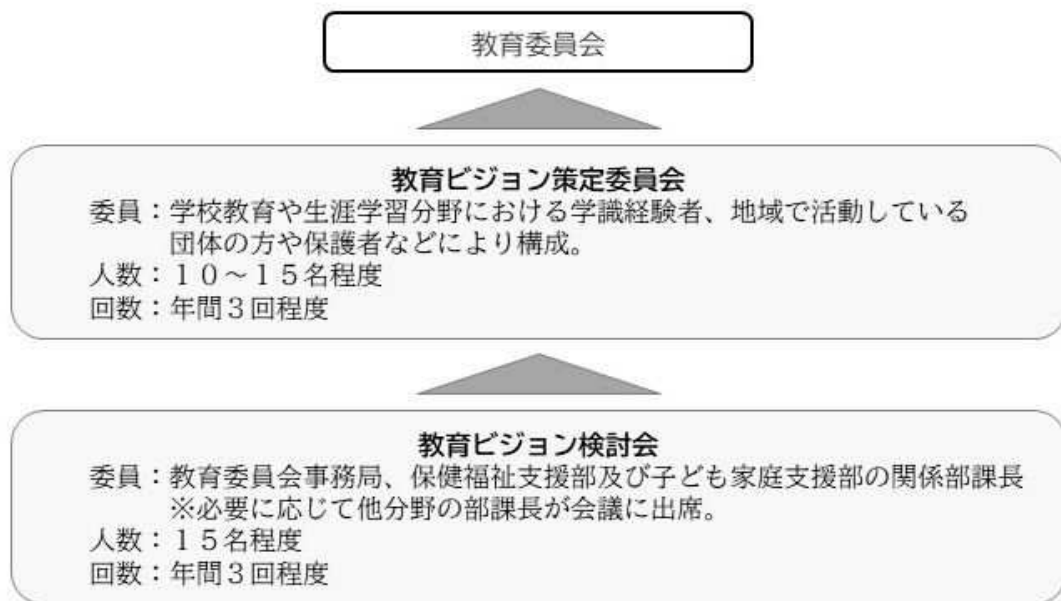 教育委員会
教育ビジョン策定委員会
委員：学校教育や生涯学習分野における学識経験者、地域で活動している
団体の方や保護者などにより構成。
人数：１０～１５名程度
回数：年間３回程度
教育ビジョン検討会
委員：教育委員会事務局、保健福祉支援部及び子ども家庭支援部の関係部課長
※必要に応じて他分野の部課長が会議に出席。
人数：１５名程度
回数：年間３回程度